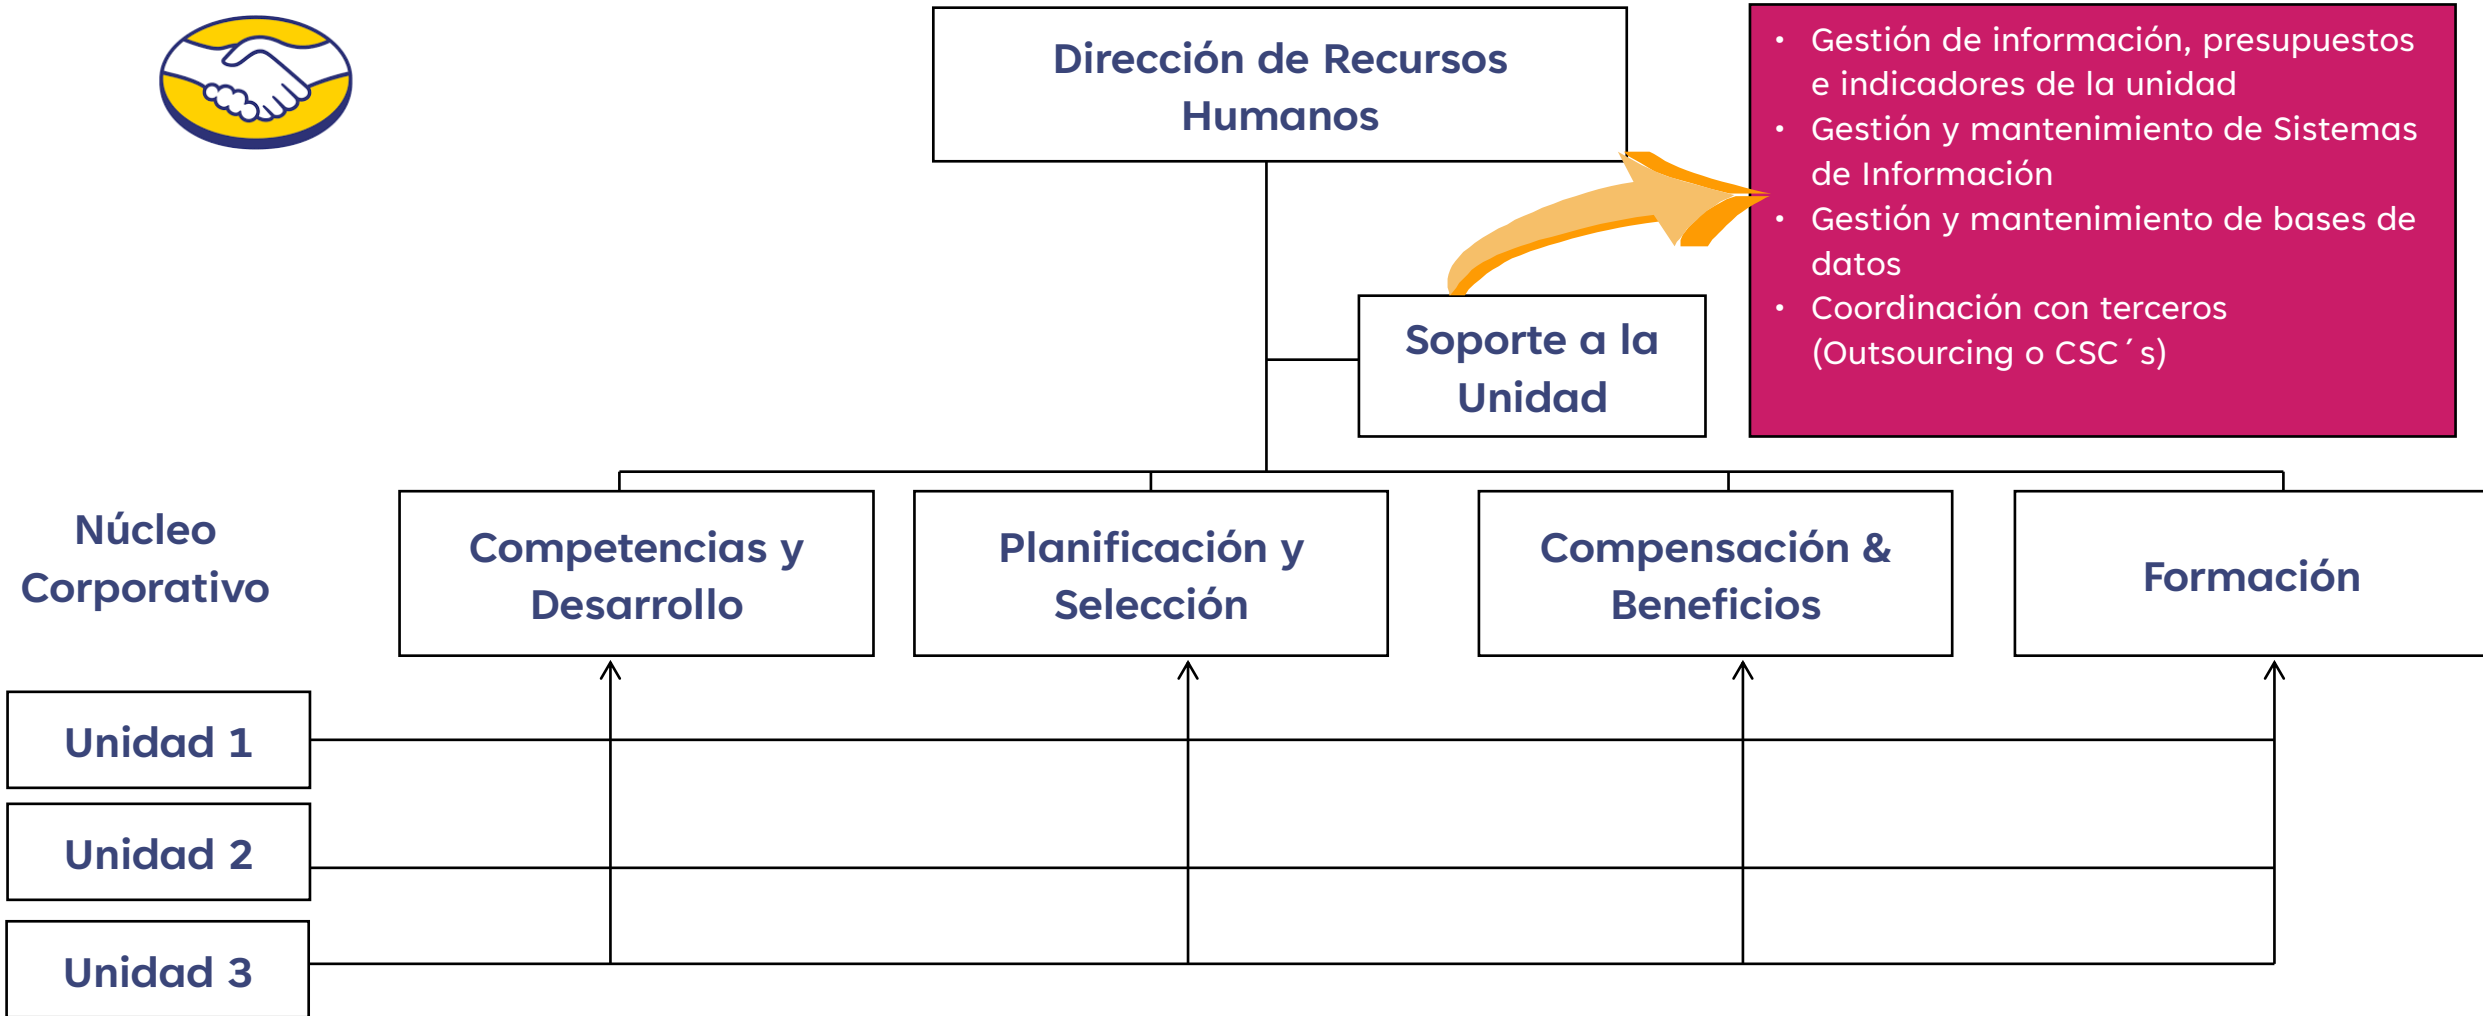 Dirección de Recursos
Humanos
• Gestión de información, presupuestos
e indicadores de la unidad
• Gestión y mantenimiento de Sistemas
de Información
• Gestión y mantenimiento de bases de
datos
• Coordinación con terceros
(Outsourcing o CSC´s)
Soporte a la
Unidad
Núcleo
Corporativo
Competencias y
Desarrollo
Planificación y
Selección
Compensación &
Beneficios
Formación
Unidad 1
Unidad 2
Unidad 3